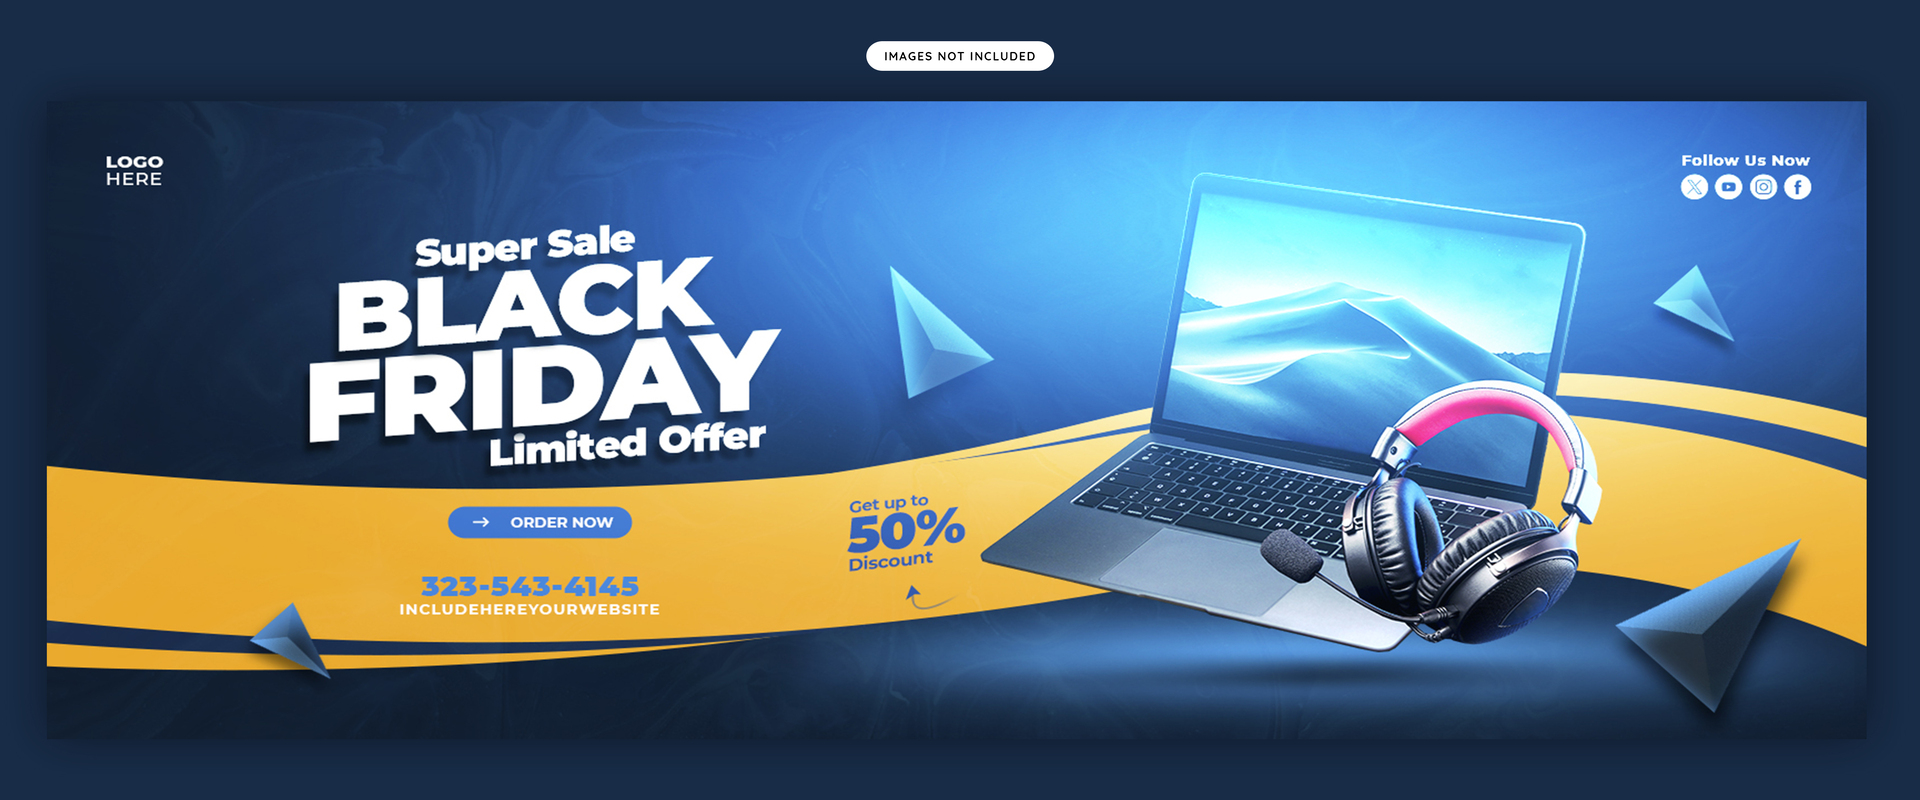 IMAGES NOT INCLUDED
LOGO
HERE
Follow Us Now
Super Sale
BLACK
FRIDAY
Limited Offer
ORDER NOW
323-543-4145
INCLUDEHEREYOURWEBSITE
Get up to
50%
Discount